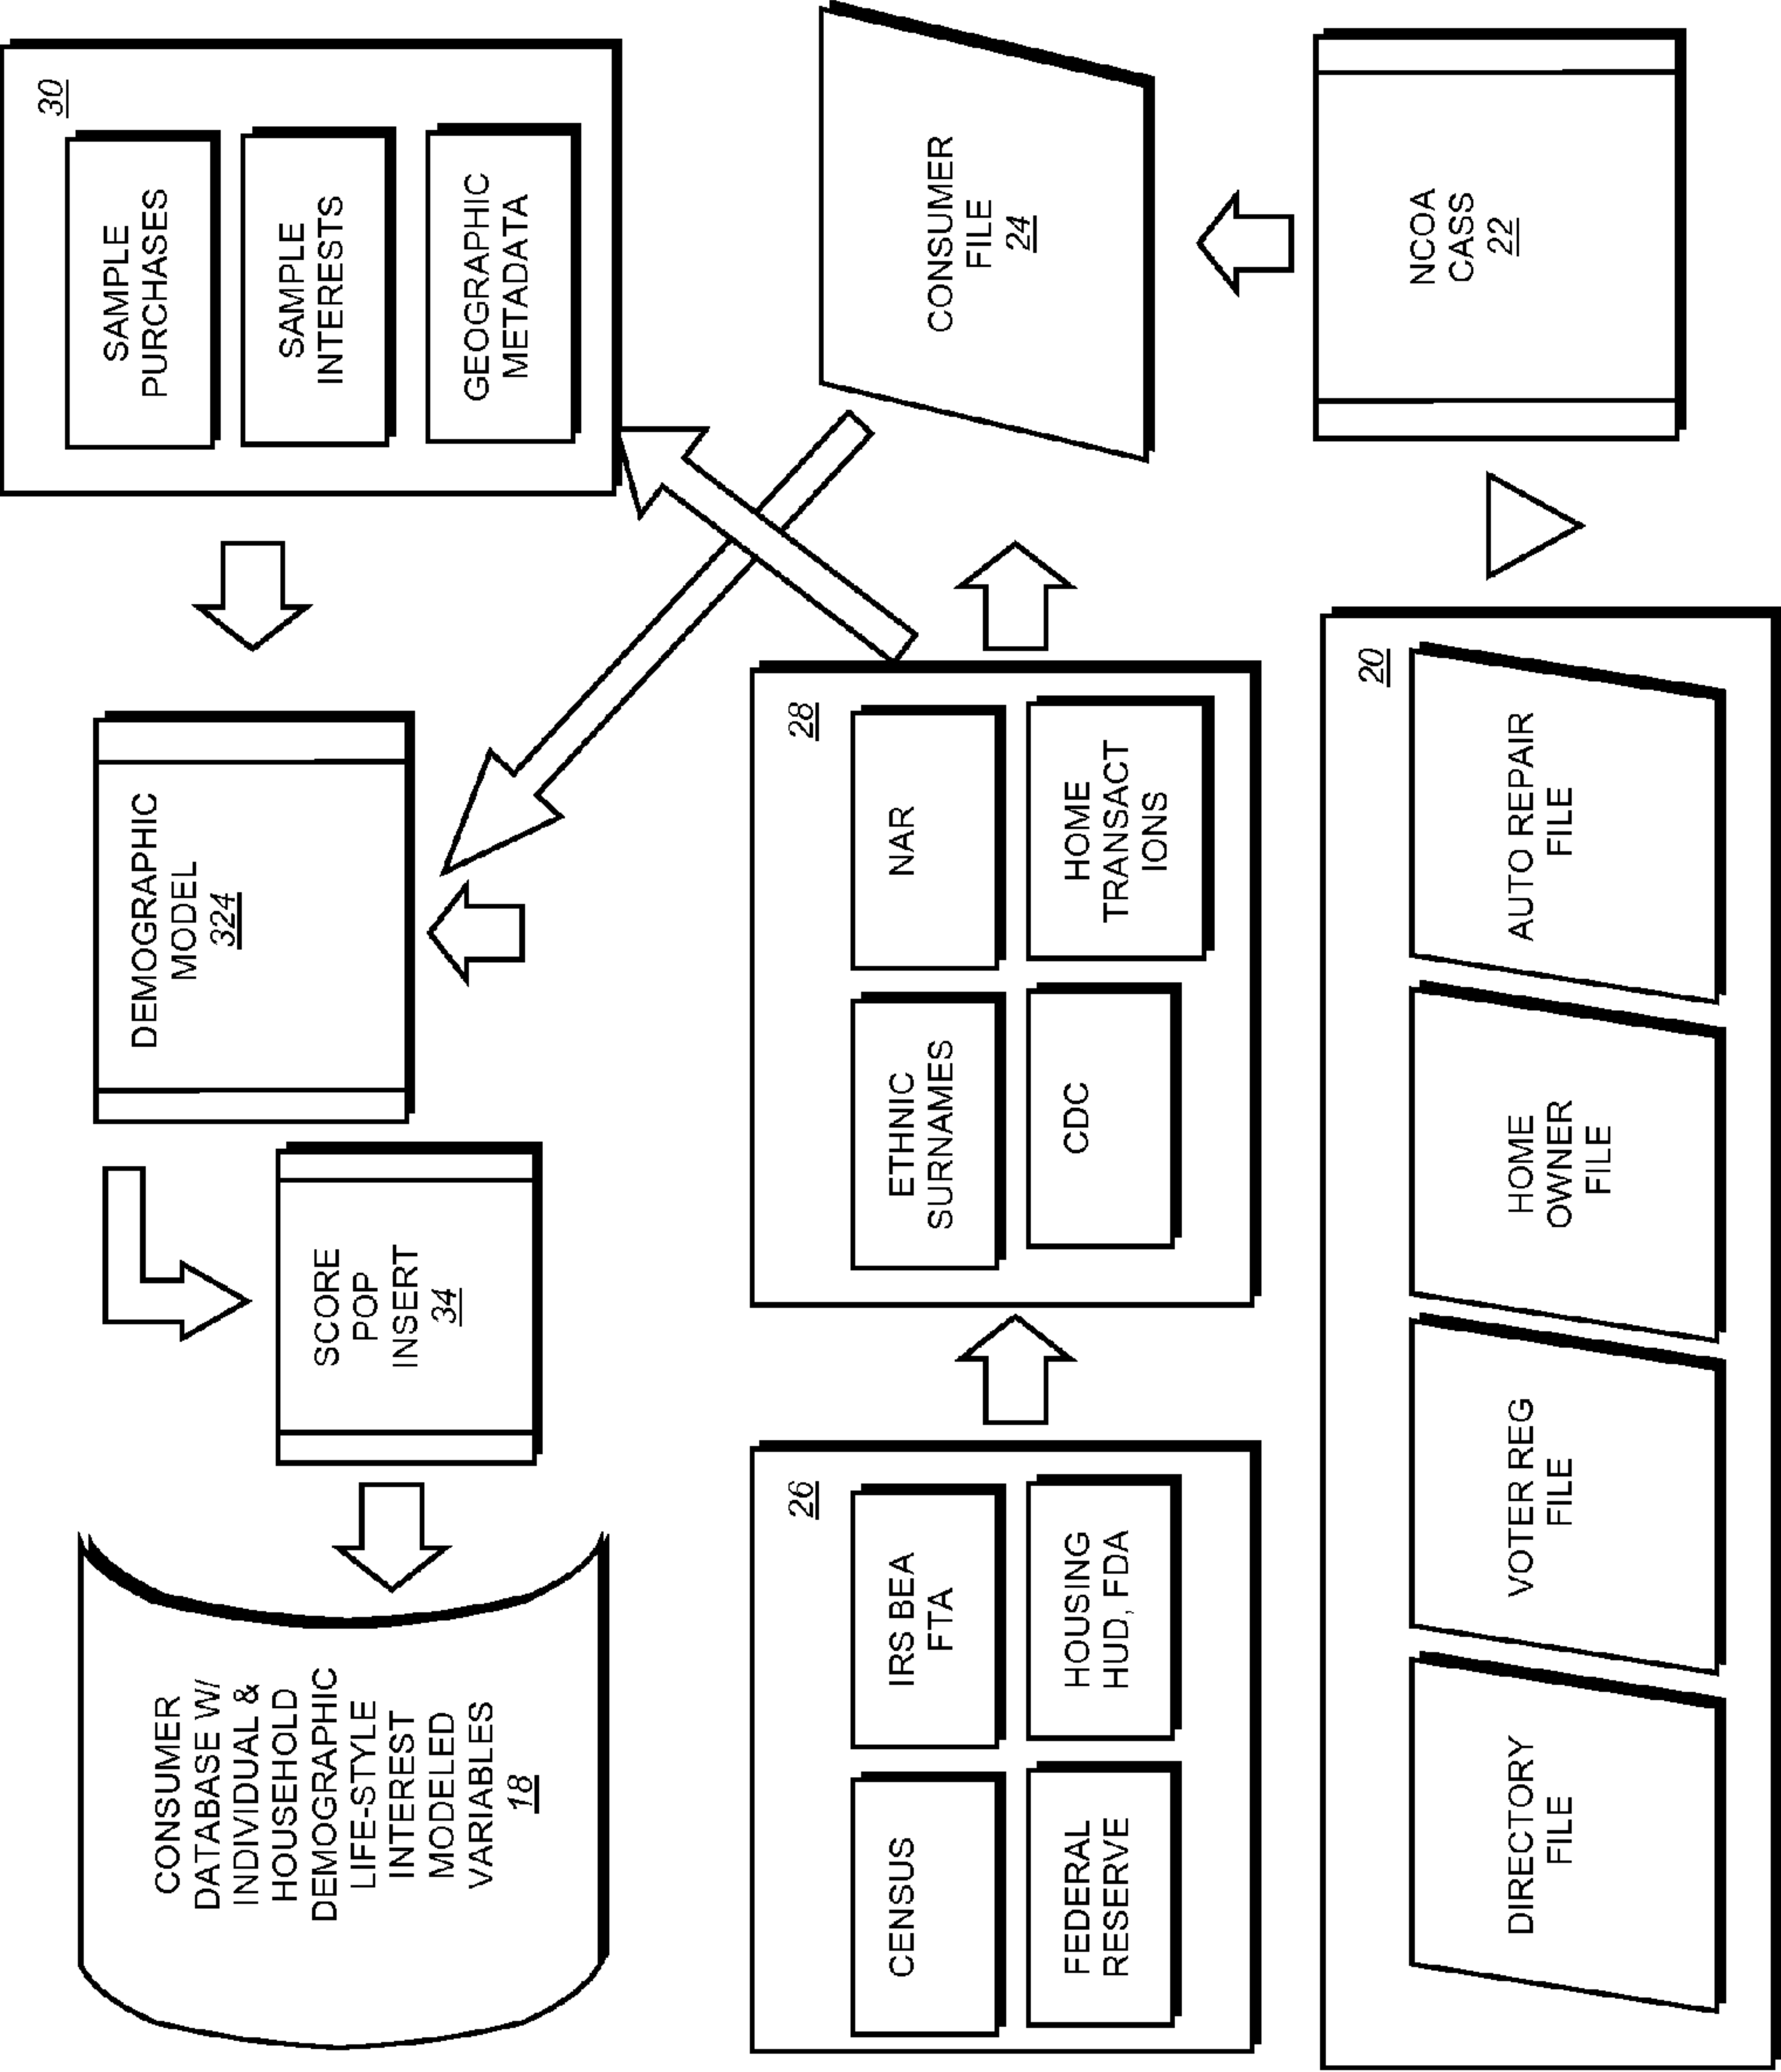 CONSUMER
DATABASE W/
INDIVIDUAL &
HOUSEHOLD
DEMOGRAPHIC
LIFE-STYLE
INTEREST
MODELED
VARIABLES
18
SCORE
POP
INSERT
34
DEMOGRAPHIC
MODEL
324
30
SAMPLE
PURCHASES
SAMPLE
INTERESTS
GEOGRAPHIC
METADATA
26
CENSUS
IRS BEA
FTA
FEDERAL
RESERVE
HOUSING
HUD, FDA
28
ETHNIC
SURNAMES
NAR
CDC
HOME
TRANSACT
IONS
CONSUMER
FILE
24
20
DIRECTORY
FILE
VOTER REG
FILE
HOME
OWNER
FILE
AUTO REPAIR
FILE
NCOA
CASS
22